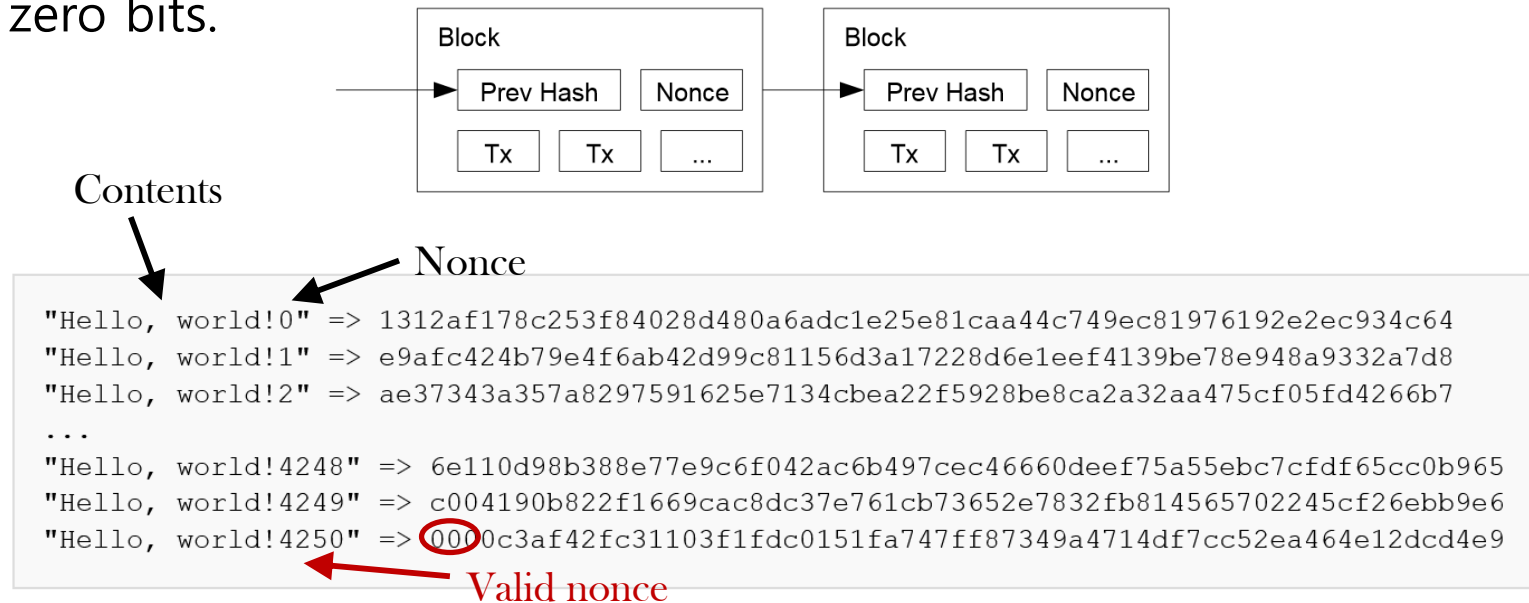 zero bits.
Block
Block
Prev Hash Nonce
Prev Hash Nonce
Tx Tx ...
Tx Tx ...
Contents
Nonce
"Hello, world!0" => 1312af178c253f84028d480a6adc1e25e81caa44c749ec81976192e2ec934c64
"Hello, world!1" => e9afc424b79e4f6ab42d99c81156d3a17228d6e1eef4139be78e948a9332a7d8
"Hello, world!2" => ae37343a357a8297591625e7134cbea22f5928be8ca2a32aa475cf05fd4266b7
...
"Hello, world!4248" => 6e110d98b388e77e9c6f042ac6b497cec46660deef75a55ebc7cfdf65cc0b965
"Hello, world!4249" => c004190b822f1669cac8dc37e761cb73652e7832fb814565702245cf26ebb9e6
"Hello, world!4250" => 0000c3af42fc31103f1fdc0151fa747ff87349a4714df7cc52ea464e12dcd4e9
Valid nonce